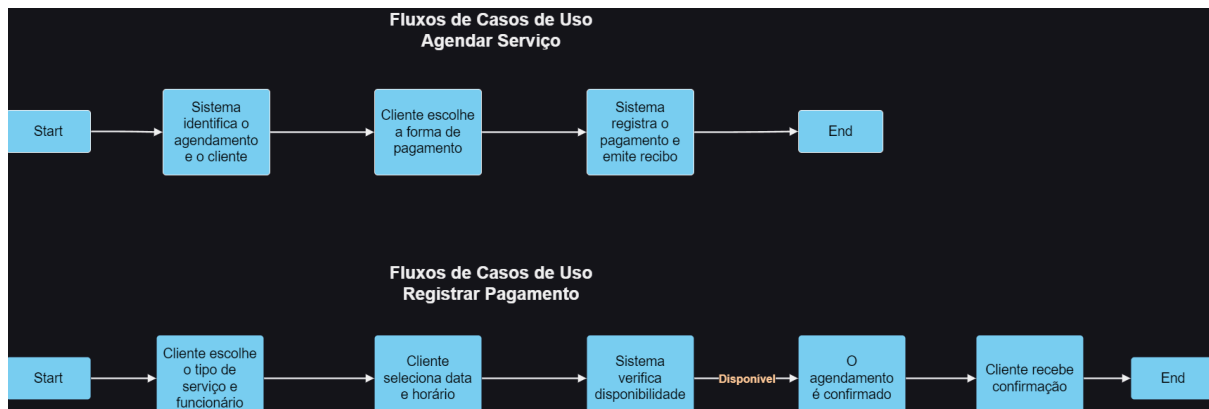 Fluxos de Casos de Uso
Agendar Serviço
Start
Sistema
identifica o
agendamento
e o cliente
Cliente escolhe
a forma de
pagamento
Sistema
registra o
pagamento e
emite recibo
End
Fluxos de Casos de Uso
Registrar Pagamento
Start
Cliente escolhe
o tipo de
serviço e
funcionário
Cliente
seleciona data
e horário
Sistema
verifica
disponibilidade
Disponível
O
agendamento
é confirmado
Cliente recebe
confirmação
End